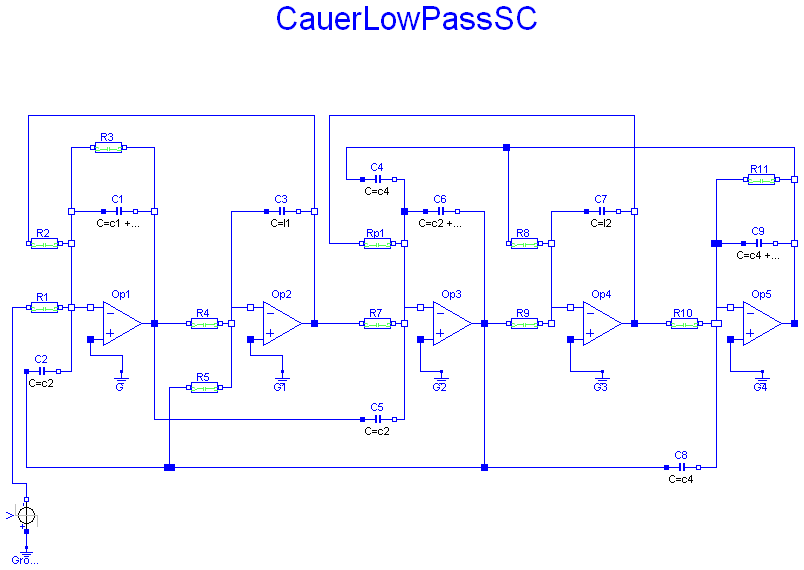 CauerLowPassSC
R3
C4
C=c4
R11
C1
C=c1 +...
C3
C=l1
C6
C=c2 +...
C7
C=l2
R2
Rp1
R8
C9
C=c4 +...
R1
Op1
Op2
Op3
Op4
Op5
R4
R7
R9
R10
C2
C=c2
G
R5
G1
G2
G3
G4
C5
C=c2
C8
C=c4
V
Gro...